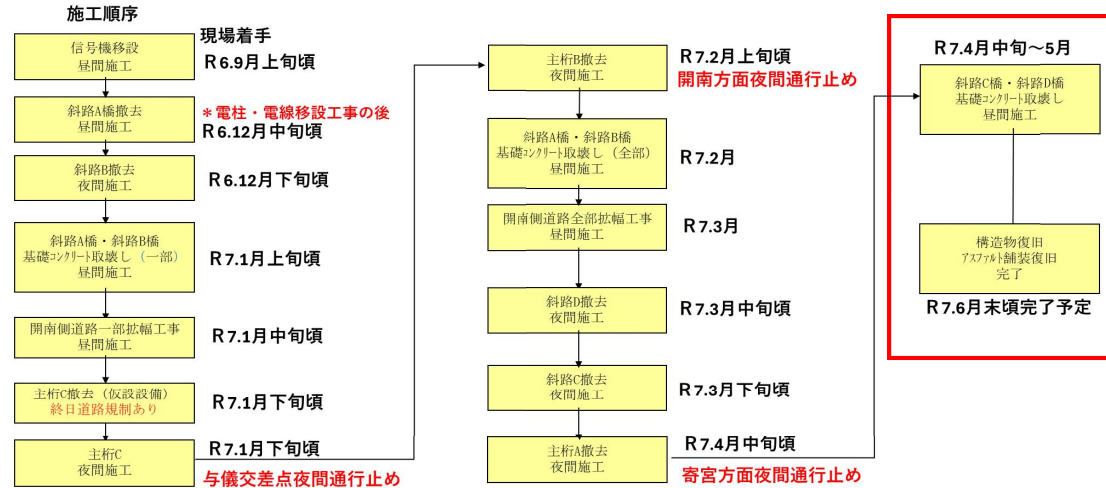 施工順序
信号機移設
昼間施工
現場着手
R6.9月上旬頃
斜路A橋撤去
昼間施工
＊電柱・電線移設工事の後
R6.12月中旬頃
斜路B撤去
夜間施工
R6.12月下旬頃
斜路A橋・斜路B橋
基礎ｺﾝｸﾘｰﾄ取壊し（一部）
昼間施工
R7.1月上旬頃
開南側道路一部拡幅工事
昼間施工
R7.1月中旬頃
主桁C撤去（仮設設備）
終日道路規制あり
R7.1月下旬頃
主桁C
夜間施工
R7.1月下旬頃
与儀交差点夜間通行止め
主桁B撤去
夜間施工
R7.2月上旬頃
開南方面夜間通行止め
斜路A橋・斜路B橋
基礎ｺﾝｸﾘｰﾄ取壊し（全部）
昼間施工
R7.2月
開南側道路全部拡幅工事
昼間施工
R7.3月
斜路D撤去
夜間施工
R7.3月中旬頃
斜路C撤去
夜間施工
R7.3月下旬頃
主桁A撤去
夜間施工
R7.4月中旬頃
寄宮方面夜間通行止め
R7.4月中旬～5月
斜路C橋・斜路D橋
基礎ｺﾝｸﾘｰﾄ取壊し
昼間施工
構造物復旧
ｱｽﾌｧﾙﾄ舗装復旧
完了
R7.6月末頃完了予定